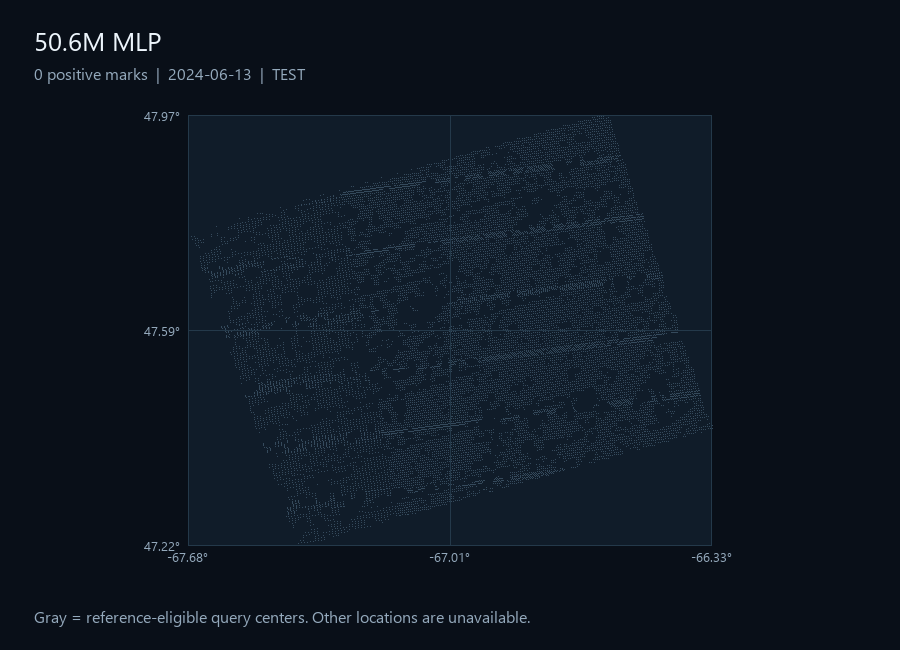 50.6M MLP
0 positive marks | 2024-06-13 | TEST
47.97°
47.59°
47.22°
-67.68°
-67.01°
-66.33°
Gray = reference-eligible query centers. Other locations are unavailable.